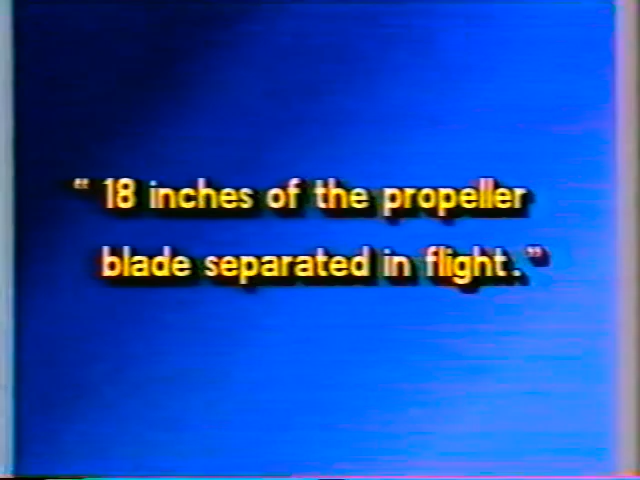 “ 18 inches of the propeller
blade separated in flight.”